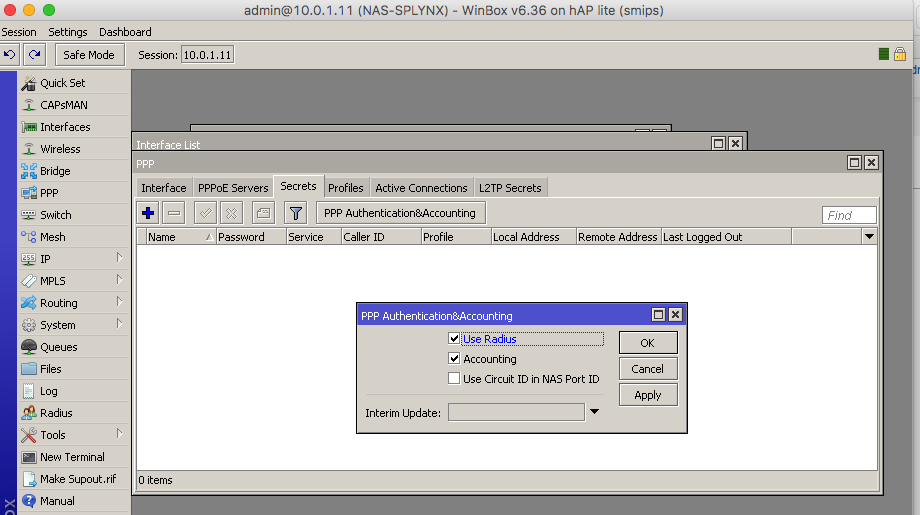 admin@10.0.1.11 (NAS-SPLYNX) - WinBox v6.36 on hAP lite (smips)
Session Settings Dashboard
Safe Mode Session: 10.0.1.11
Quick Set
CAPsMAN
Interfaces
Wireless
Bridge
PPP
Switch
Mesh
IP
MPLS
Routing
System
Queues
Files
Log
Radius
Tools
New Terminal
Make Supout.rif
Manual
Interface List
PPP
Interface PPPoE Servers Secrets Profiles Active Connections L2TP Secrets
PPP Authentication&Accounting Find
Name Password Service Caller ID Profile Local Address Remote Address Last Logged Out
PPP Authentication&Accounting
Use Radius
Accounting
Use Circuit ID in NAS Port ID
Interim Update:
OK
Cancel
Apply
0 items